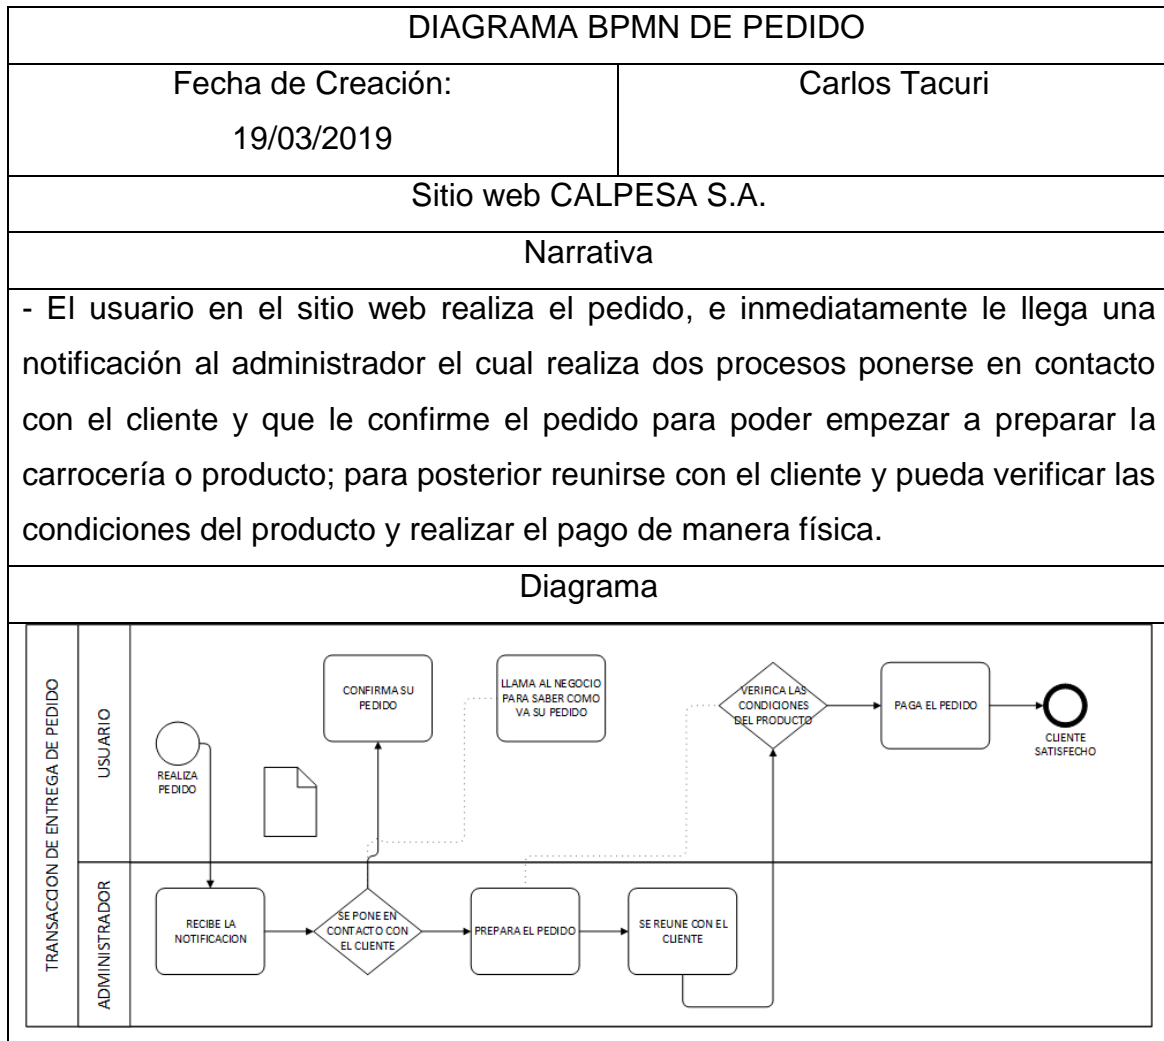 DIAGRAMA BPMN DE PEDIDO
Fecha de Creación:
19/03/2019
Carlos Tacuri
Sitio web CALPESA S.A.
Narrativa
- El usuario en el sitio web realiza el pedido, e inmediatamente le llega una
notificación al administrador el cual realiza dos procesos ponerse en contacto
con el cliente y que le confirme el pedido para poder empezar a preparar la
carrocería o producto; para posterior reunirse con el cliente y pueda verificar las
condiciones del producto y realizar el pago de manera física.
Diagrama
TRANSACCION DE ENTREGA DE PEDIDO
USUARIO
REALIZA
PEDIDO
CONFIRMA SU
PEDIDO
LLAMA AL NEGOCIO
PARA SABER COMO
VA SU PEDIDO
VERIFICA LAS
CONDICIONES
DEL PRODUCTO
PAGA EL PEDIDO
CLIENTE
SATISFECHO
ADMINISTRADOR
RECIBE LA
NOTIFICACION
SE PONE EN
CONTACTO CON
EL CLIENTE
PREPARA EL PEDIDO
SE REUNE CON EL
CLIENTE